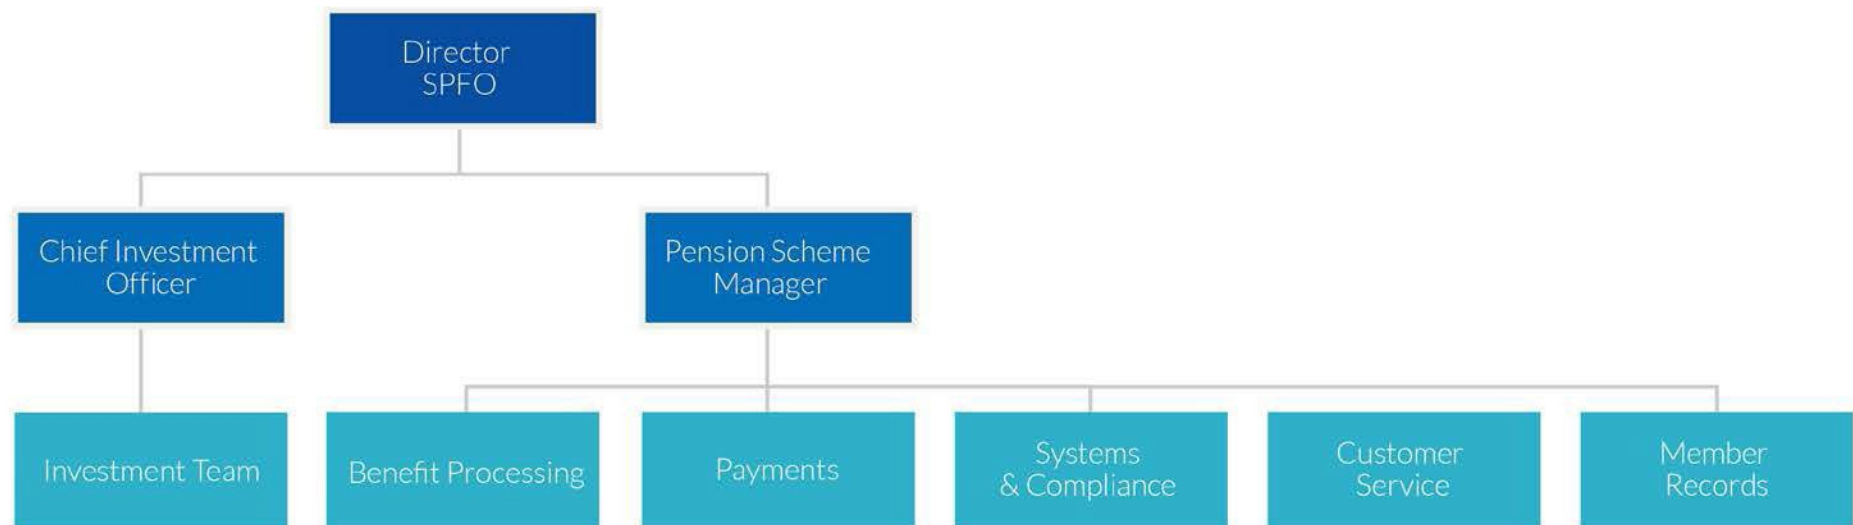 Director
SPFO
Chief Investment
Officer
Pension Scheme
Manager
Investment Team
Benefit Processing
Payments
Systems
& Compliance
Customer
Service
Member
Records